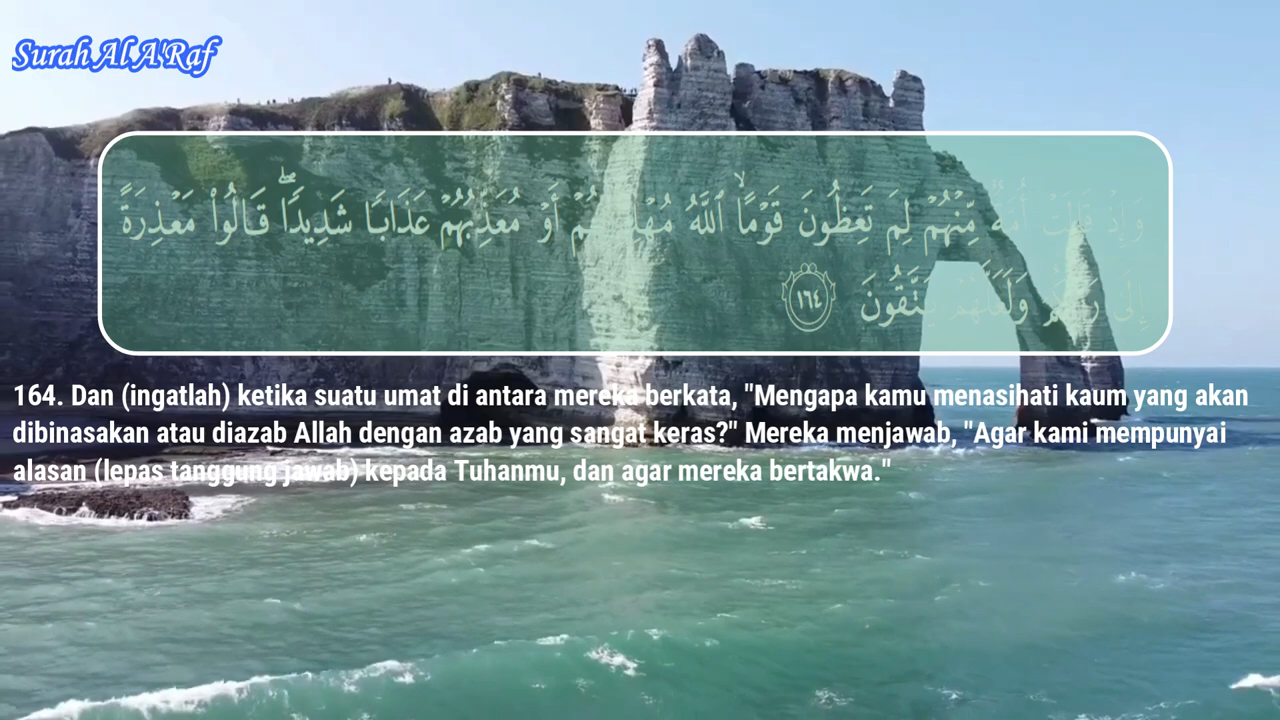 Surah Al A'Raf
وَإِذْ قَالَتْ أُمَّةٌ مِّنْهُمْ لِمَ تَعِظُونَ قَوْمًا ۙ ٱللَّهُ مُهْلِكُهُمْ أَوْ مُعَذِّبُهُمْ عَذَابًا شَدِيدًا ۖ قَالُوا۟ مَعْذِرَةً
إِلَىٰ رَبِّكُمْ وَلَعَلَّهُمْ يَتَّقُونَ ١٦٤
164. Dan (ingatlah) ketika suatu umat di antara mereka berkata, "Mengapa kamu menasihati kaum yang akan
dibinasakan atau diazab Allah dengan azab yang sangat keras?" Mereka menjawab, "Agar kami mempunyai
alasan (lepas tanggung jawab) kepada Tuhanmu, dan agar mereka bertakwa."